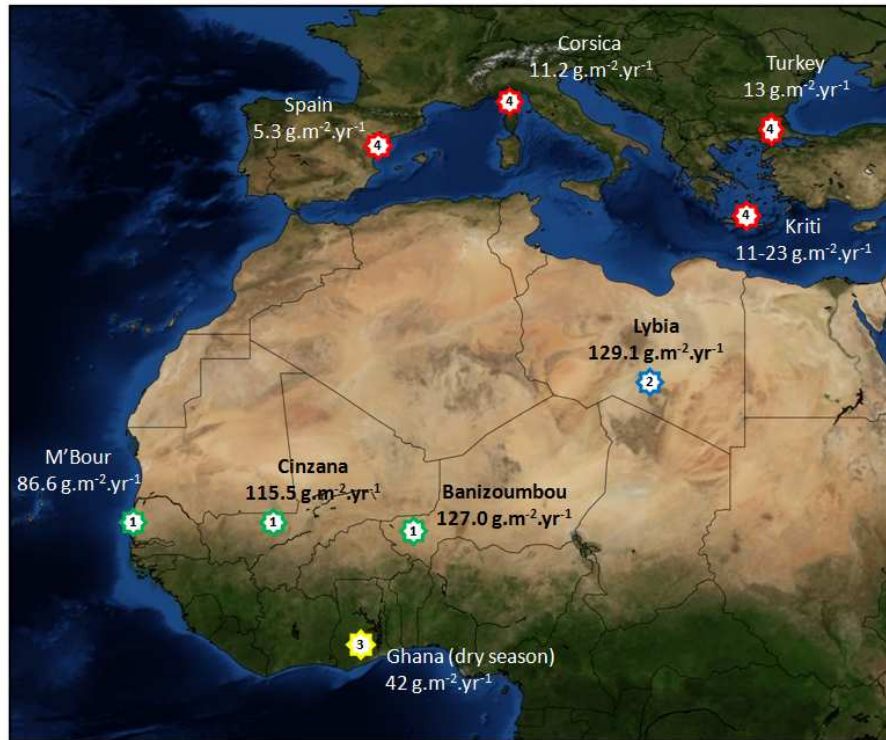 Corsica
11.2 g.m⁻².yr⁻¹
4
Turkey
13 g.m⁻².yr⁻¹
4
Spain
5.3 g.m⁻².yr⁻¹
4
4
Kriti
11-23 g.m⁻².yr⁻¹
Lybia
129.1 g.m⁻².yr⁻¹
2
M'Bour
86.6 g.m⁻².yr⁻¹
1
Cinzana
115.5 g.m⁻².yr⁻¹
1
Banizoumbou
127.0 g.m⁻².yr⁻¹
1
3
Ghana (dry season)
42 g.m⁻².yr⁻¹